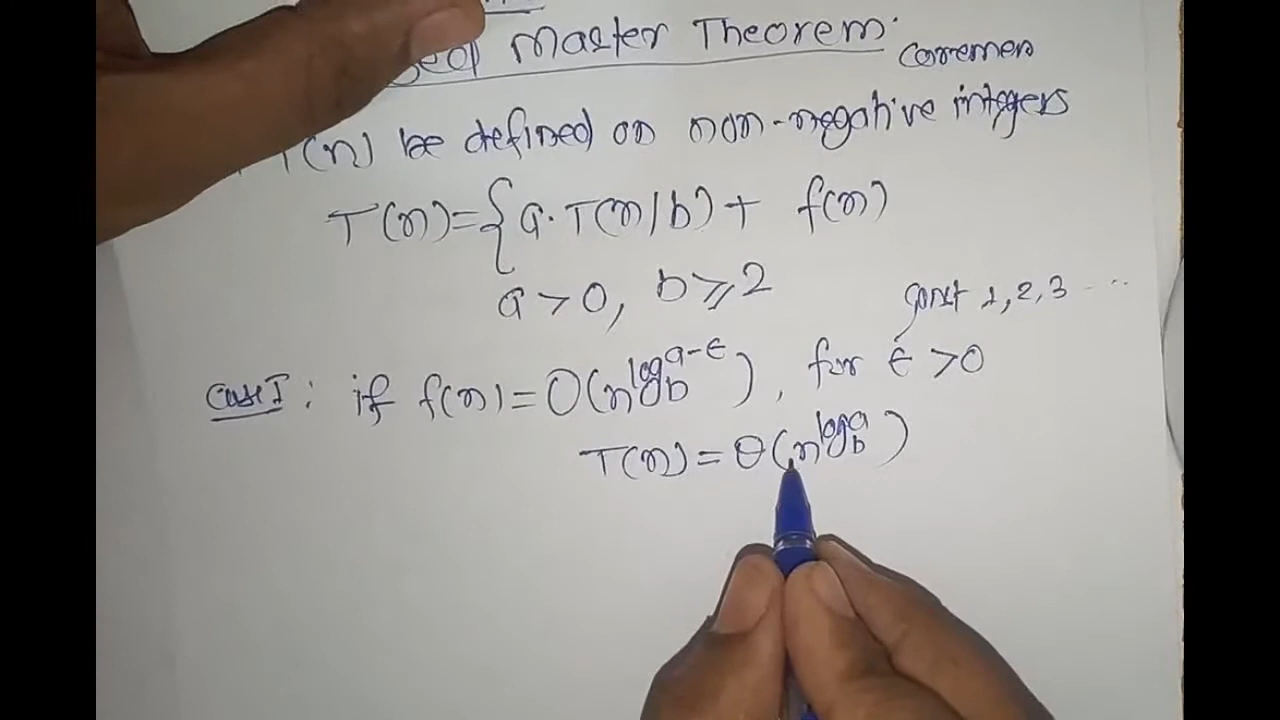 Master Theorem.
Coremen
T(n) be defined on non-negative integers
T(n)={a.T(n/b)+ f(n)
a>0, b≥2
const 1,2,3 ...
Case I : if f(n)=O(n^log_b^a-ϵ), for ϵ>0
T(n)=θ(n^log_b^a)